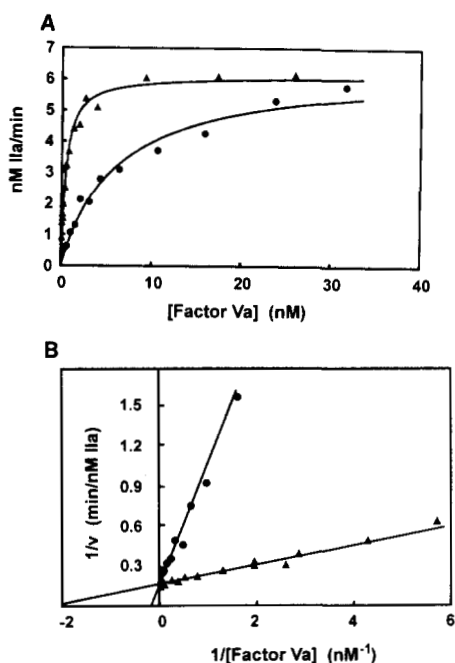 A
nM IIa/min
7
6
5
4
3
2
1
0
0 10 20 30 40
[Factor Va] (nM)
B
1/v (min/nM IIa)
1.5
1.2
0.9
0.6
0.3
-2 0 2 4 6
1/[Factor Va] (nM⁻¹)